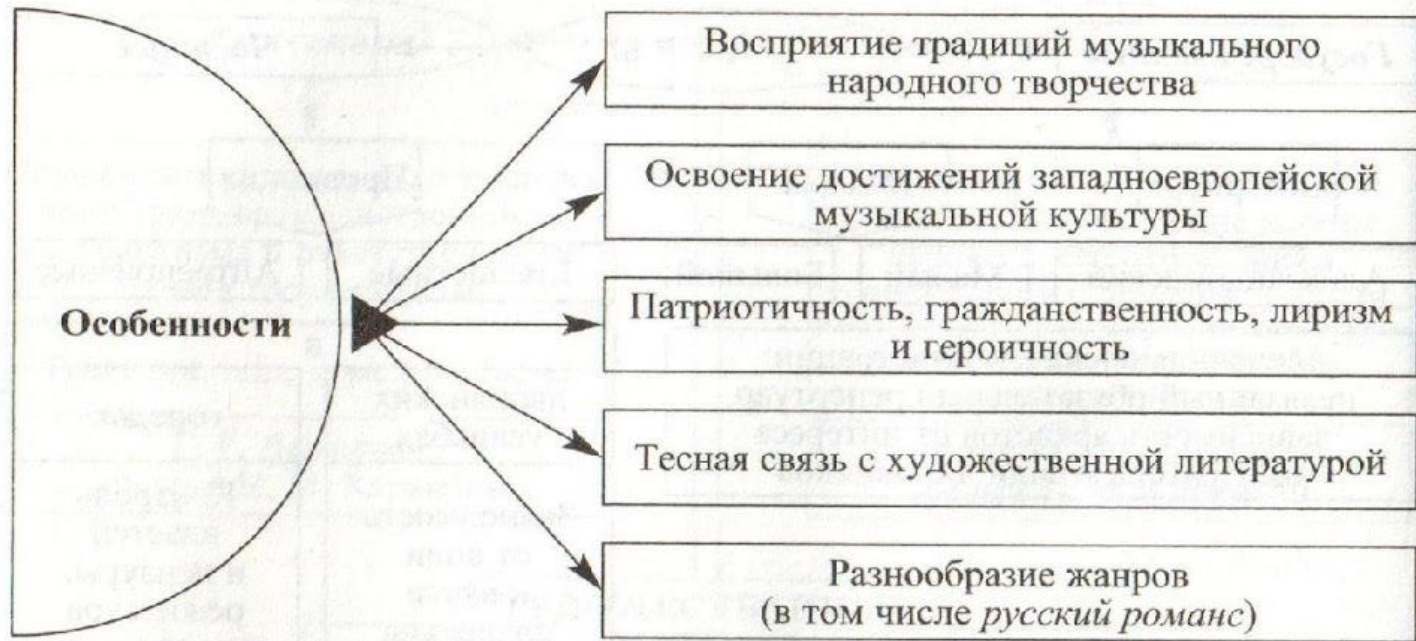 Особенности
Восприятие традиций музыкального
народного творчества
Освоение достижений западноевропейской
музыкальной культуры
Патриотичность, гражданственность, лиризм
и героичность
Тесная связь с художественной литературой
Разнообразие жанров
(в том числе русский романс)